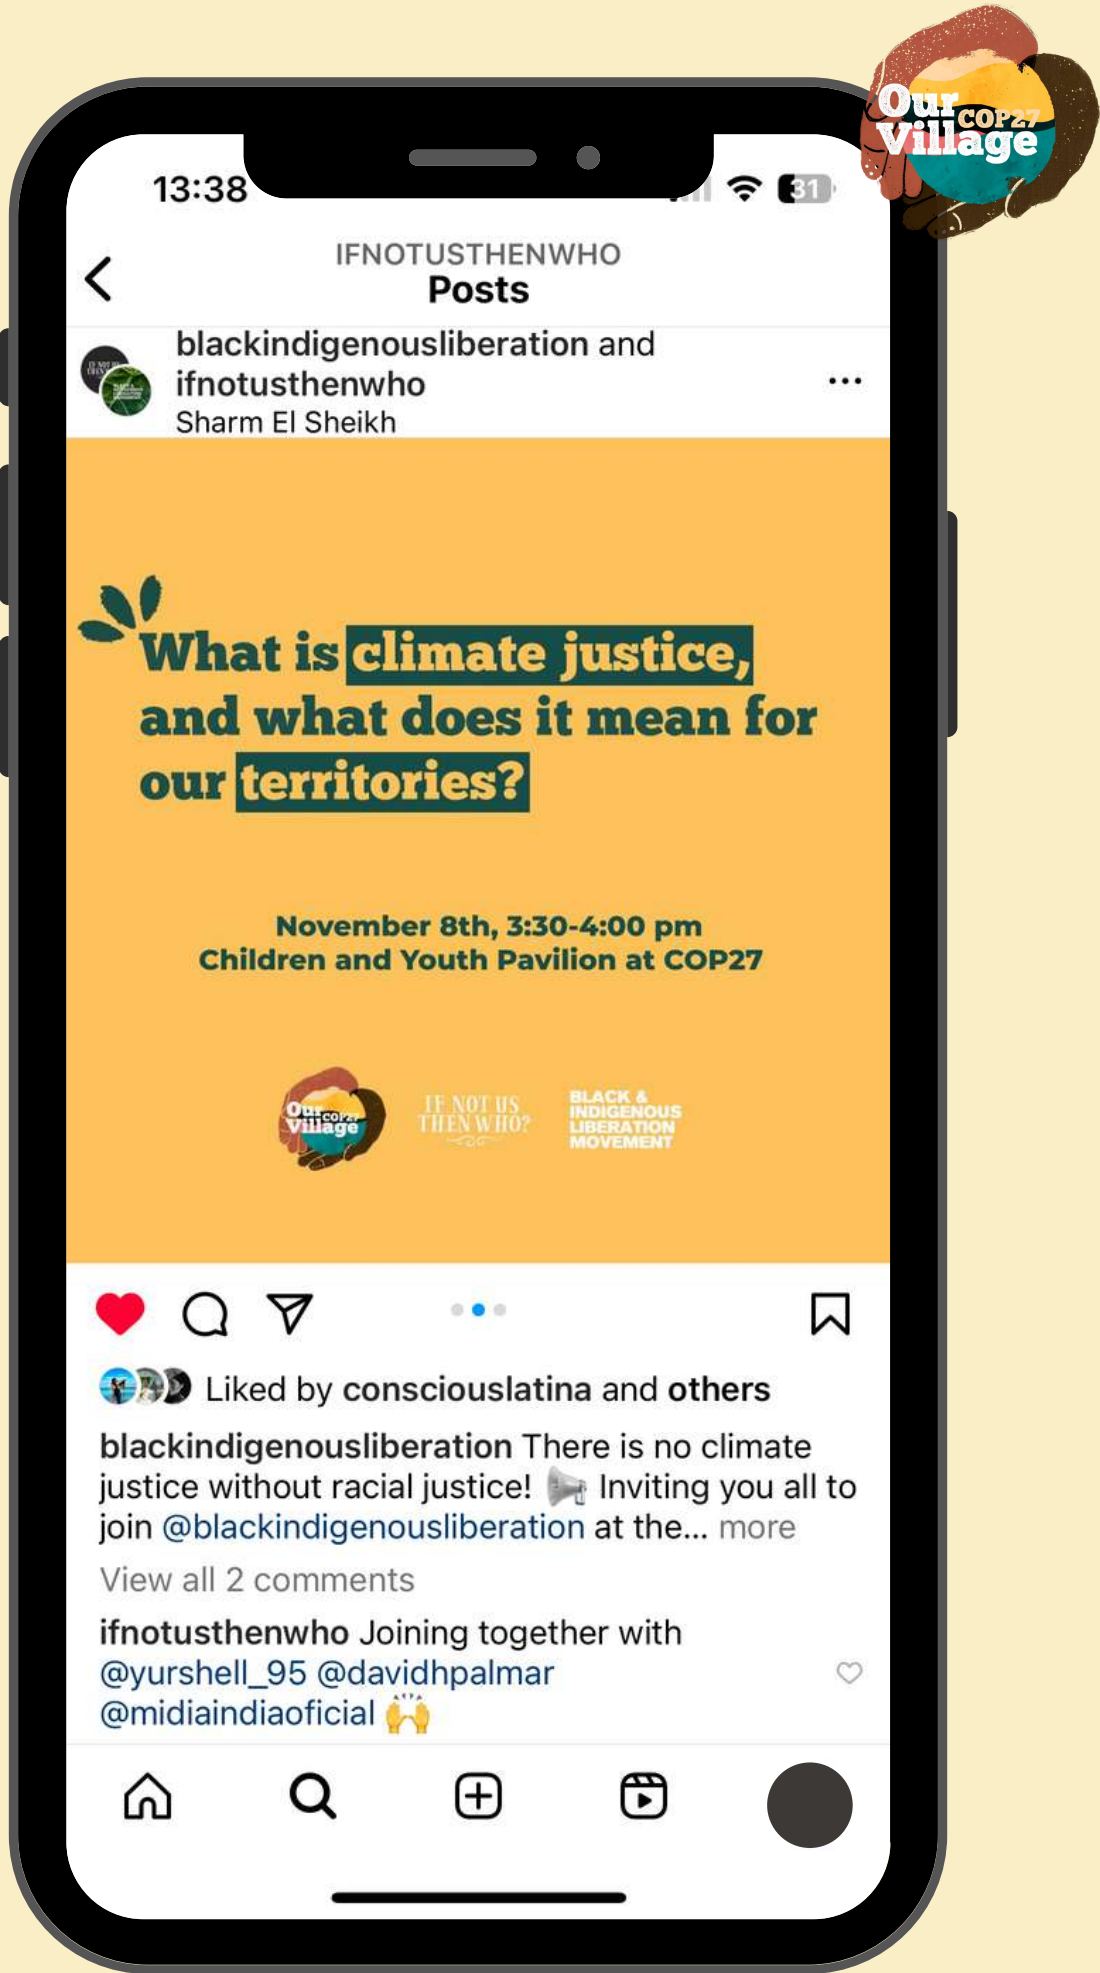 Our COP27
Village
13:38
31
IFNOTUSTHENWHO
Posts
blackindigenousliberation and
ifnotusthenwho
Sharm El Sheikh
What is climate justice,
and what does it mean for
our territories?
November 8th, 3:30-4:00 pm
Children and Youth Pavilion at COP27
Our COP27
Village
IF NOT US
THEN WHO?
BLACK &
INDIGENOUS
LIBERATION
MOVEMENT
Liked by consciouslatina and others
blackindigenousliberation There is no climate
justice without racial justice! 📢 Inviting you all to
join @blackindigenousliberation at the... more
View all 2 comments
ifnotusthenwho Joining together with
@yurshell_95 @davidhpalmar
@midiaindiaoficial 🙌